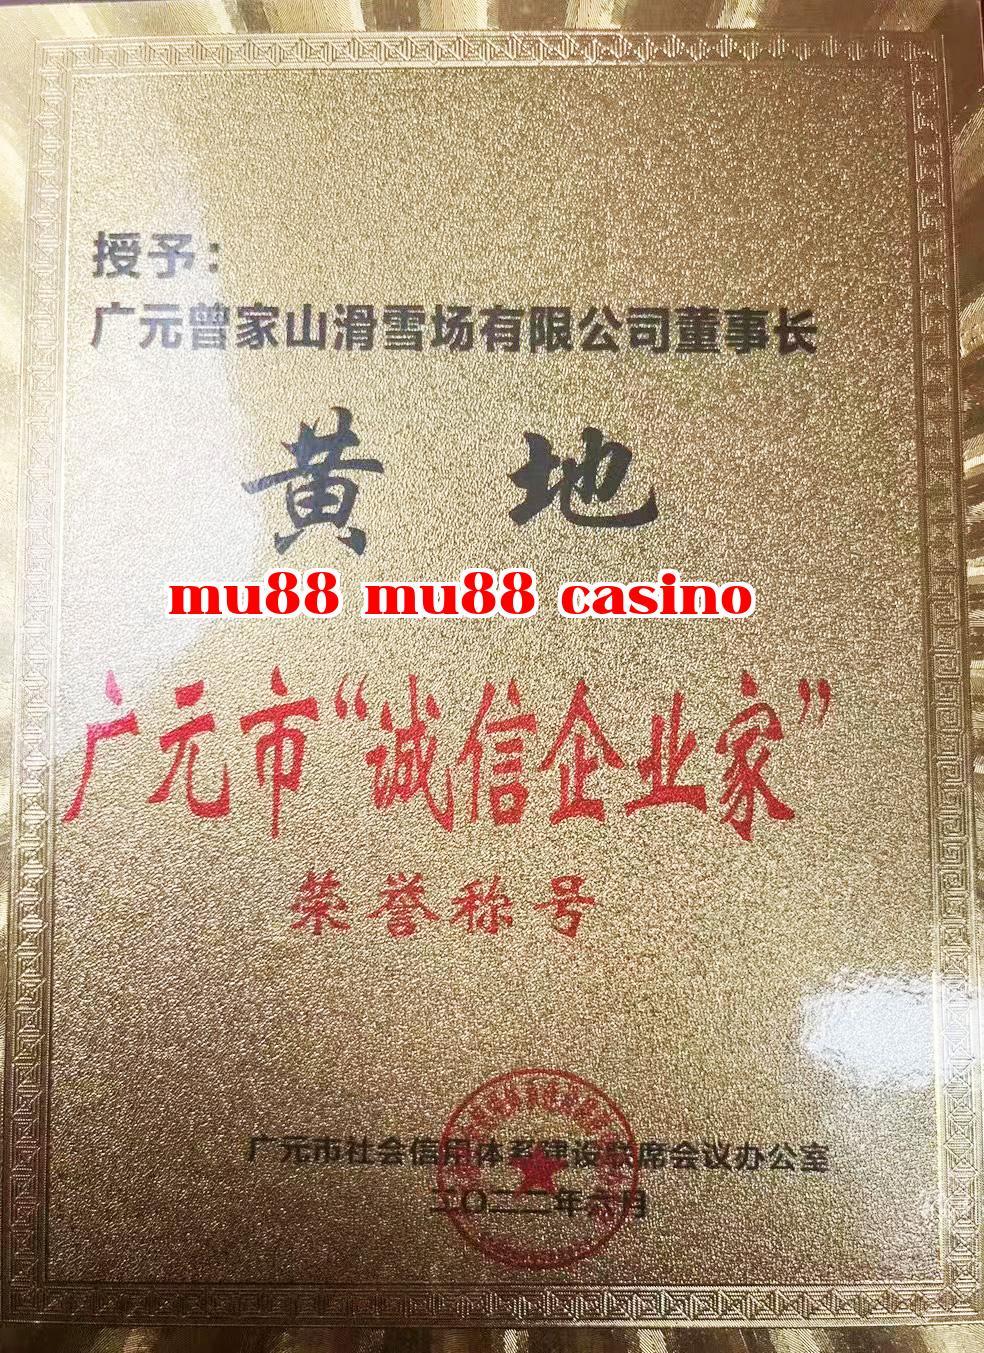 授予：
广元曾家山滑雪场有限公司董事长
黄 地
mu88 mu88 casino
广元市“诚信企业家”
荣誉称号
广元市社会信用体系建设联席会议办公室
二〇二二年六月